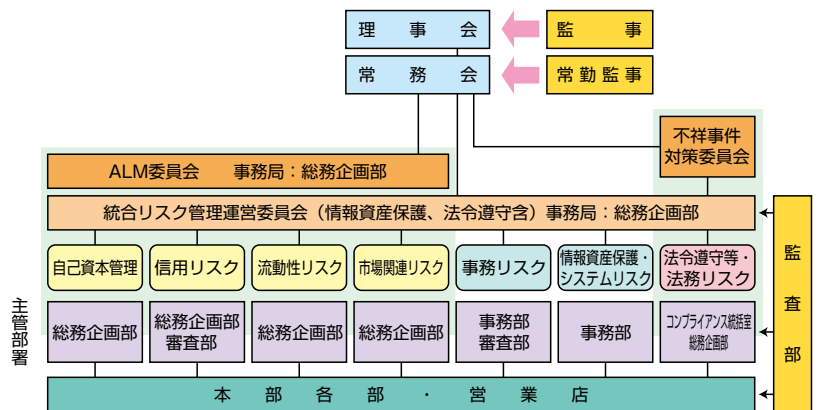 理事会
監事
常務会
常勤監事
不祥事件
対策委員会
ALM委員会 事務局：総務企画部
統合リスク管理運営委員会（情報資産保護、法令遵守含）事務局：総務企画部
自己資本管理
信用リスク
流動性リスク
市場関連リスク
事務リスク
情報資産保護・
システムリスク
法令遵守等・
法務リスク
監査部
主管部署
総務企画部
総務企画部
審査部
総務企画部
総務企画部
事務部
審査部
事務部
コンプライアンス統括室
総務企画部
本部各部・営業店